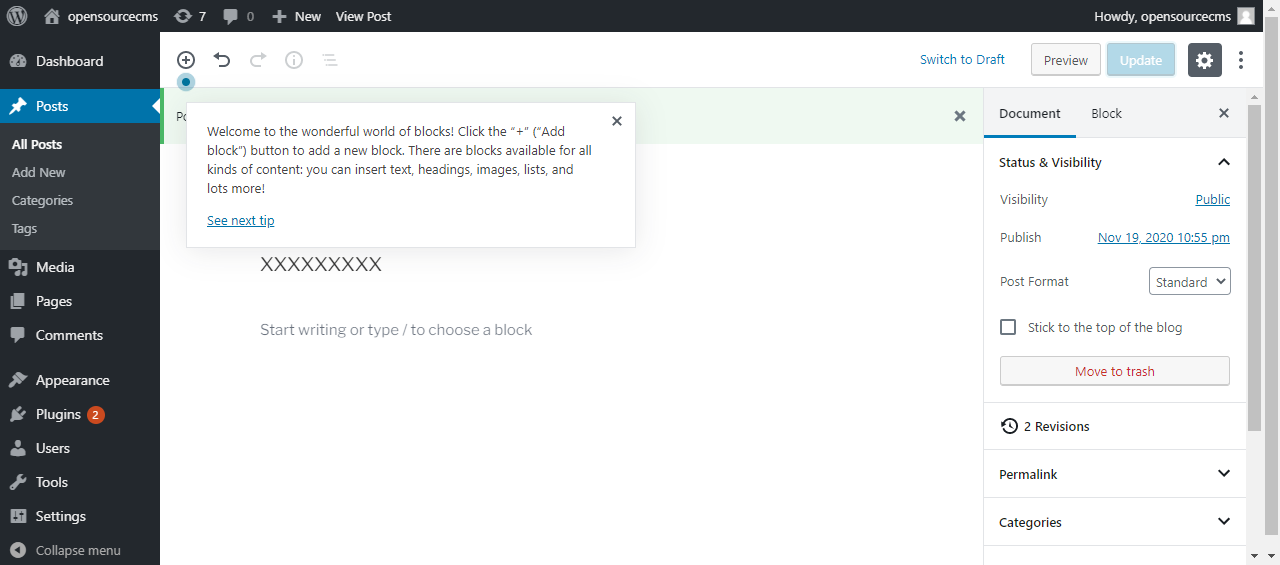 opensourcecms 7 0 New View Post Howdy, opensourcecms
Dashboard
Posts
All Posts
Add New
Categories
Tags
Media
Pages
Comments
Appearance
Plugins 2
Users
Tools
Settings
Collapse menu
Switch to Draft Preview Update
Welcome to the wonderful world of blocks! Click the “+” (“Add
block”) button to add a new block. There are blocks available for all
kinds of content: you can insert text, headings, images, lists, and
lots more!
See next tip
XXXXXXXXX
Start writing or type / to choose a block
Document Block
Status & Visibility
Visibility Public
Publish Nov 19, 2020 10:55 pm
Post Format Standard
Stick to the top of the blog
Move to trash
2 Revisions
Permalink
Categories